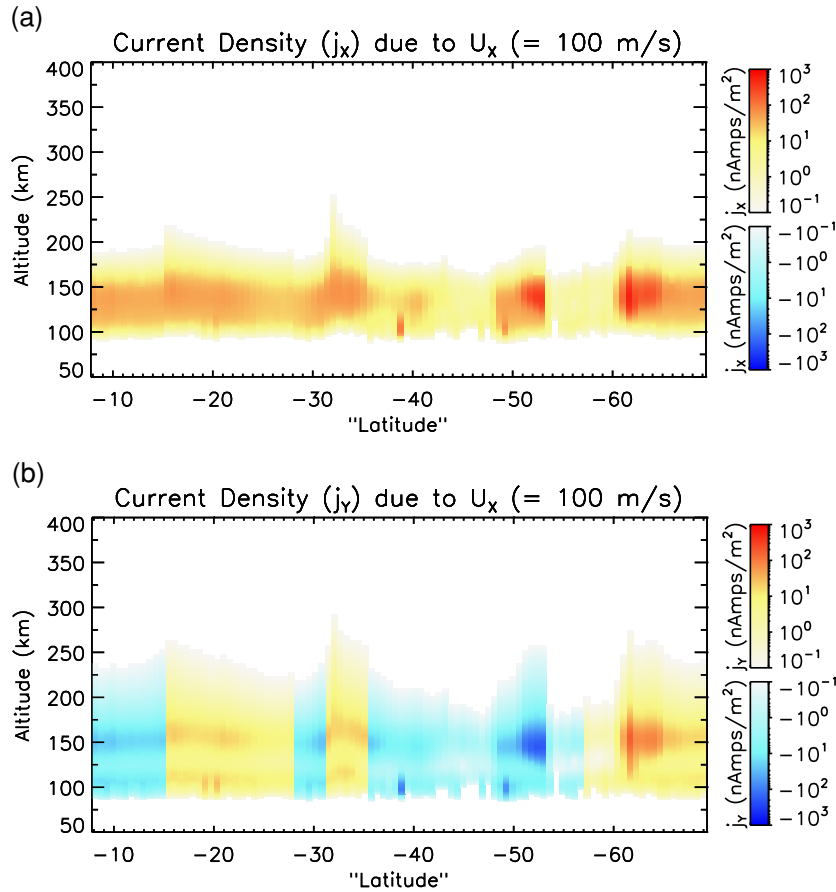 (a)
Current Density (jX) due to UX (= 100 m/s)
400
350
300
250
200
150
100
50
Altitude (km)
−10 −20 −30 −40 −50 −60
"Latitude"
jX (nAmps/m²)
10³
10²
10¹
10⁰
10⁻¹
jX (nAmps/m²)
−10⁻¹
−10⁰
−10¹
−10²
−10³
(b)
Current Density (jY) due to UX (= 100 m/s)
400
350
300
250
200
150
100
50
Altitude (km)
−10 −20 −30 −40 −50 −60
"Latitude"
jY (nAmps/m²)
10³
10²
10¹
10⁰
10⁻¹
jY (nAmps/m²)
−10⁻¹
−10⁰
−10¹
−10²
−10³